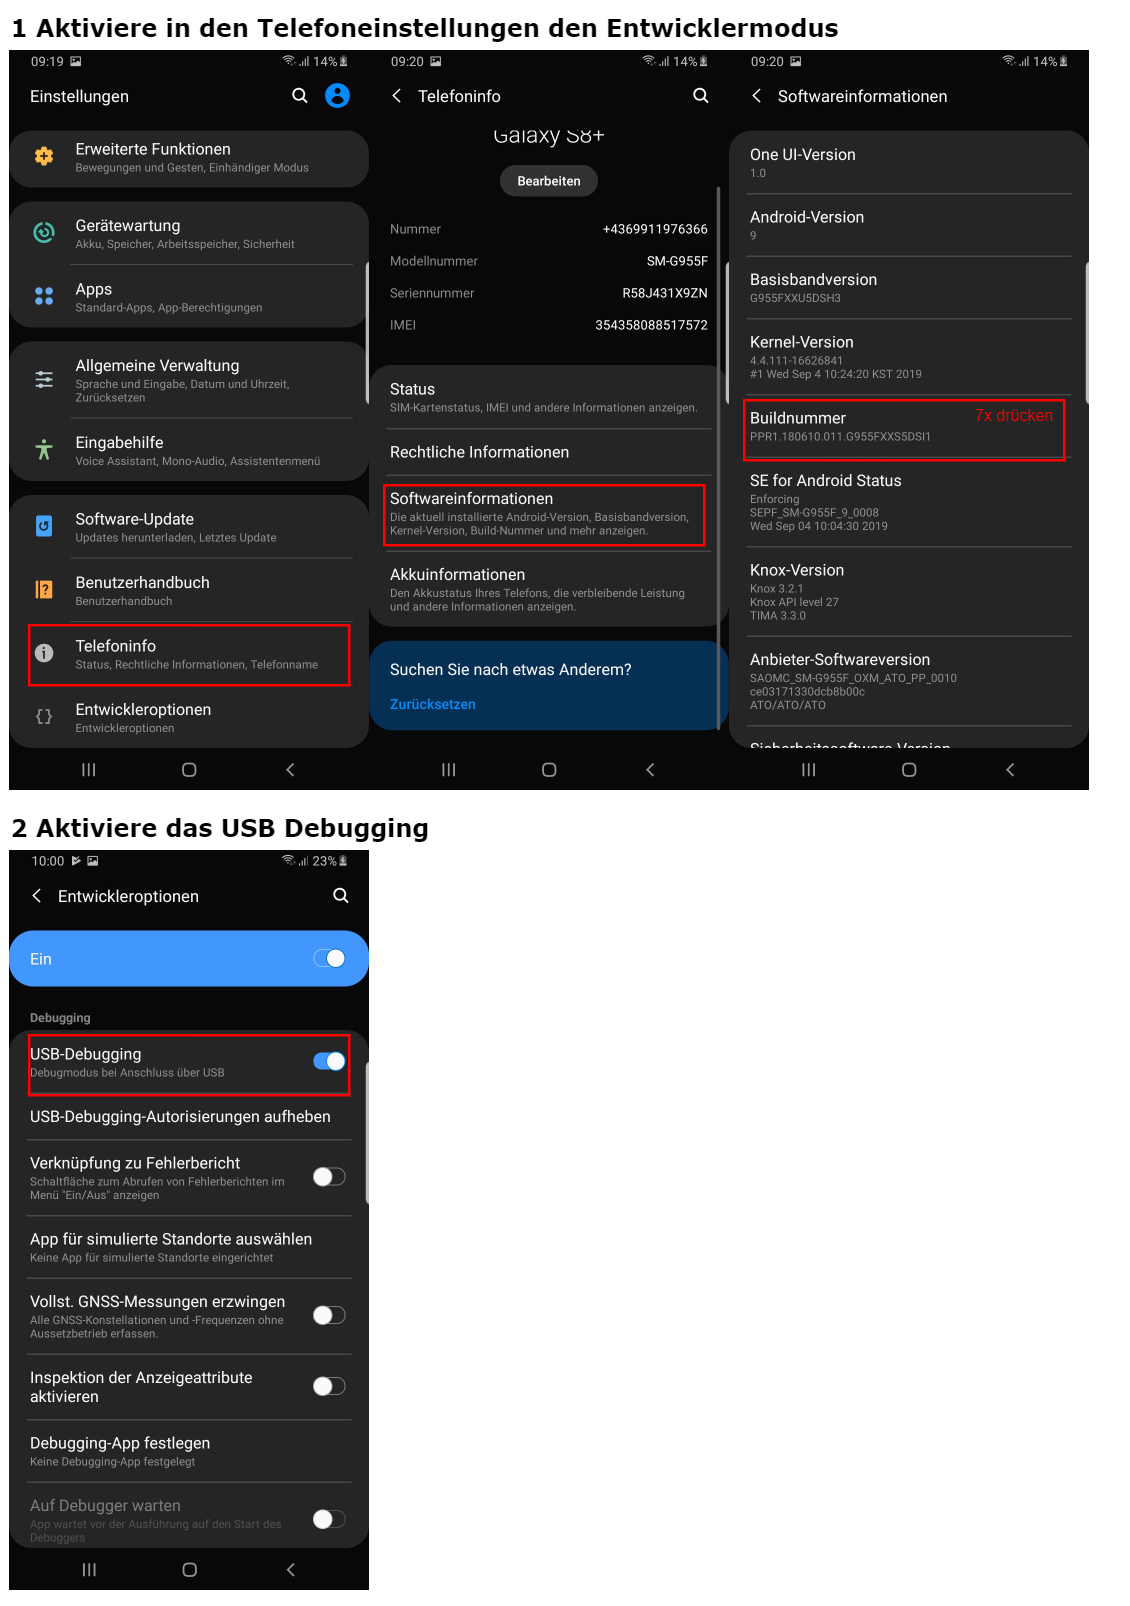 1 Aktiviere in den Telefoneinstellungen den Entwicklermodus
09:19
14%
Einstellungen
Erweiterte Funktionen
Bewegungen und Gesten, Einhändiger Modus
Gerätewartung
Akku, Speicher, Arbeitsspeicher, Sicherheit
Apps
Standard-Apps, App-Berechtigungen
Allgemeine Verwaltung
Sprache und Eingabe, Datum und Uhrzeit,
Zurücksetzen
Eingabehilfe
Voice Assistant, Mono-Audio, Assistentenmenü
Software-Update
Updates herunterladen, Letztes Update
Benutzerhandbuch
Benutzerhandbuch
Telefoninfo
Status, Rechtliche Informationen, Telefonname
{} Entwickleroptionen
Entwickleroptionen
09:20
14%
Telefoninfo
Galaxy S8+
Bearbeiten
Nummer +4369911976366
Modellnummer SM-G955F
Seriennummer R58J431X9ZN
IMEI 354358088517572
Status
SIM-Kartenstatus, IMEI und andere Informationen anzeigen.
Rechtliche Informationen
Softwareinformationen
Die aktuell installierte Android-Version, Basisbandversion,
Kernel-Version, Build-Nummer und mehr anzeigen.
Akkuinformationen
Den Akkustatus Ihres Telefons, die verbleibende Leistung
und andere Informationen anzeigen.
Suchen Sie nach etwas Anderem?
Zurücksetzen
09:20
14%
Softwareinformationen
One UI-Version
1.0
Android-Version
9
Basisbandversion
G955FXXU5DSH3
Kernel-Version
4.4.111-16626841
#1 Wed Sep 4 10:24:20 KST 2019
Buildnummer 7x drücken
PPR1.180610.011.G955FXXS5DSI1
SE for Android Status
Enforcing
SEPF_SM-G955F_9_0008
Wed Sep 04 10:04:30 2019
Knox-Version
Knox 3.2.1
Knox API level 27
TIMA 3.3.0
Anbieter-Softwareversion
SAOMC_SM-G955F_OXM_ATO_PP_0010
ce03171330dcb8b00c
ATO/ATO/ATO
Sicherheitssoftware-Version
2 Aktiviere das USB Debugging
10:00
23%
Entwickleroptionen
Ein
Debugging
USB-Debugging
Debugmodus bei Anschluss über USB
USB-Debugging-Autorisierungen aufheben
Verknüpfung zu Fehlerbericht
Schaltfläche zum Abrufen von Fehlerberichten im
Menü "Ein/Aus" anzeigen
App für simulierte Standorte auswählen
Keine App für simulierte Standorte eingerichtet
Vollst. GNSS-Messungen erzwingen
Alle GNSS-Konstellationen und -Frequenzen ohne
Aussetzbetrieb erfassen.
Inspektion der Anzeigeattribute
aktivieren
Debugging-App festlegen
Keine Debugging-App festgelegt
Auf Debugger warten
App wartet vor der Ausführung auf den Start des
Debuggers